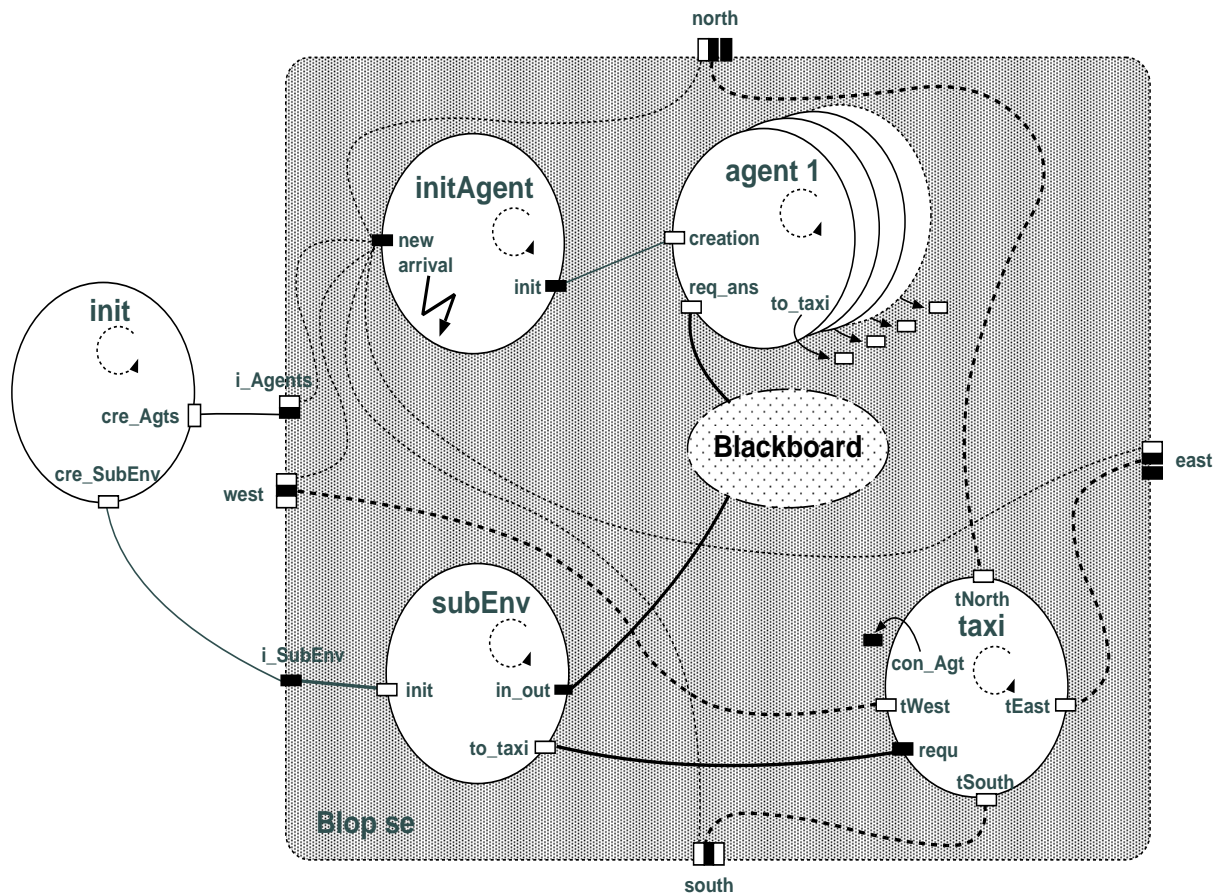 north
initAgent
agent 1
new
arrival
creation
init
req_ans
to_taxi
init
i_Agents
cre_Agts
Blackboard
cre_SubEnv
west
east
subEnv
tNorth
taxi
i_SubEnv
con_Agt
init
in_out
tWest
tEast
to_taxi
requ
tSouth
Blop se
south